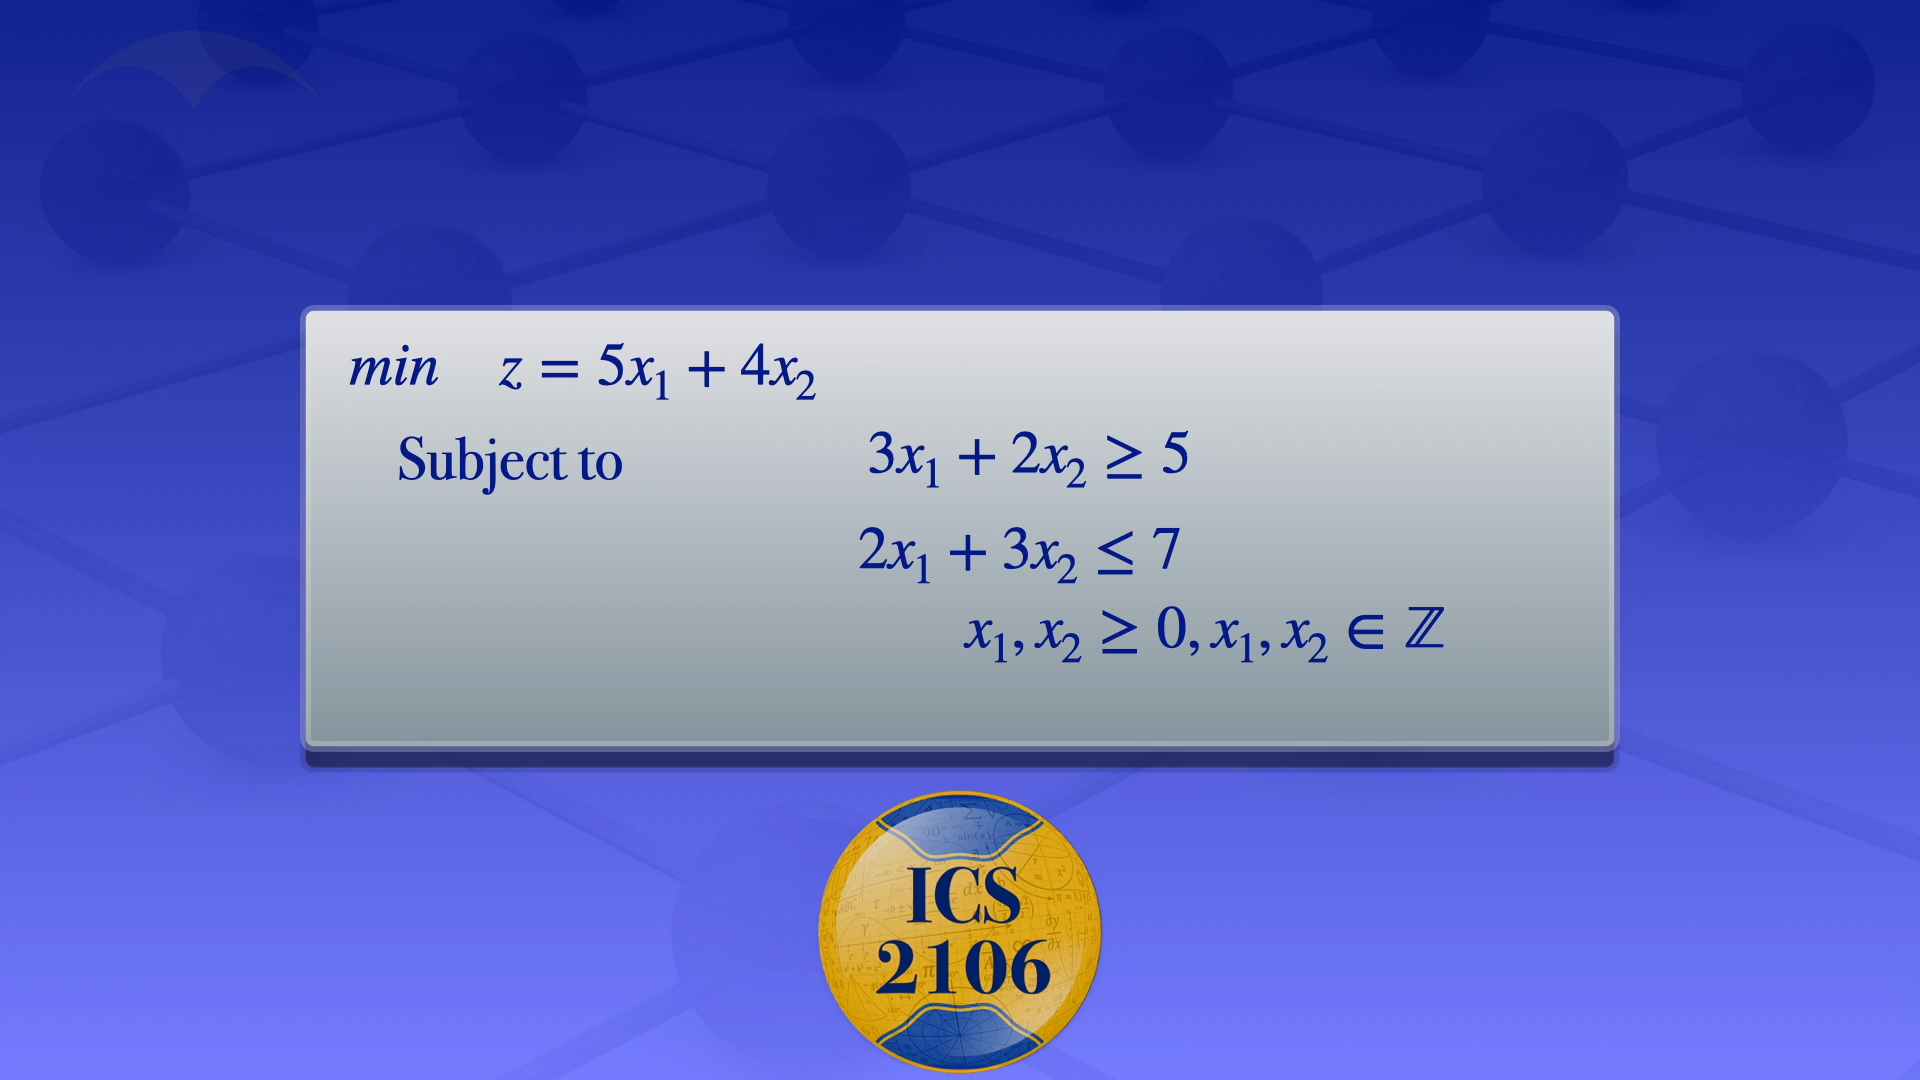 min z = 5x₁ + 4x₂
Subject to 3x₁ + 2x₂ ≥ 5
2x₁ + 3x₂ ≤ 7
x₁, x₂ ≥ 0, x₁, x₂ ∈ ℤ
ICS
2106